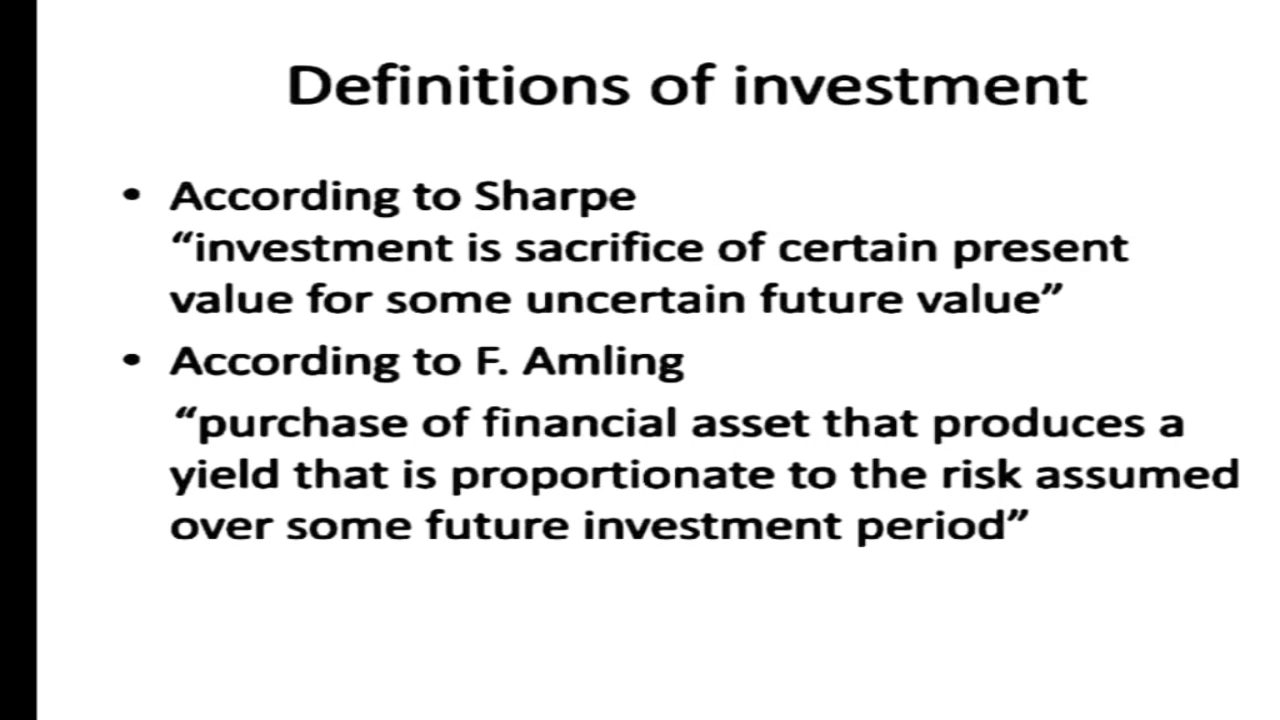 Definitions of investment
• According to Sharpe
“investment is sacrifice of certain present
value for some uncertain future value”
• According to F. Amling
“purchase of financial asset that produces a
yield that is proportionate to the risk assumed
over some future investment period”